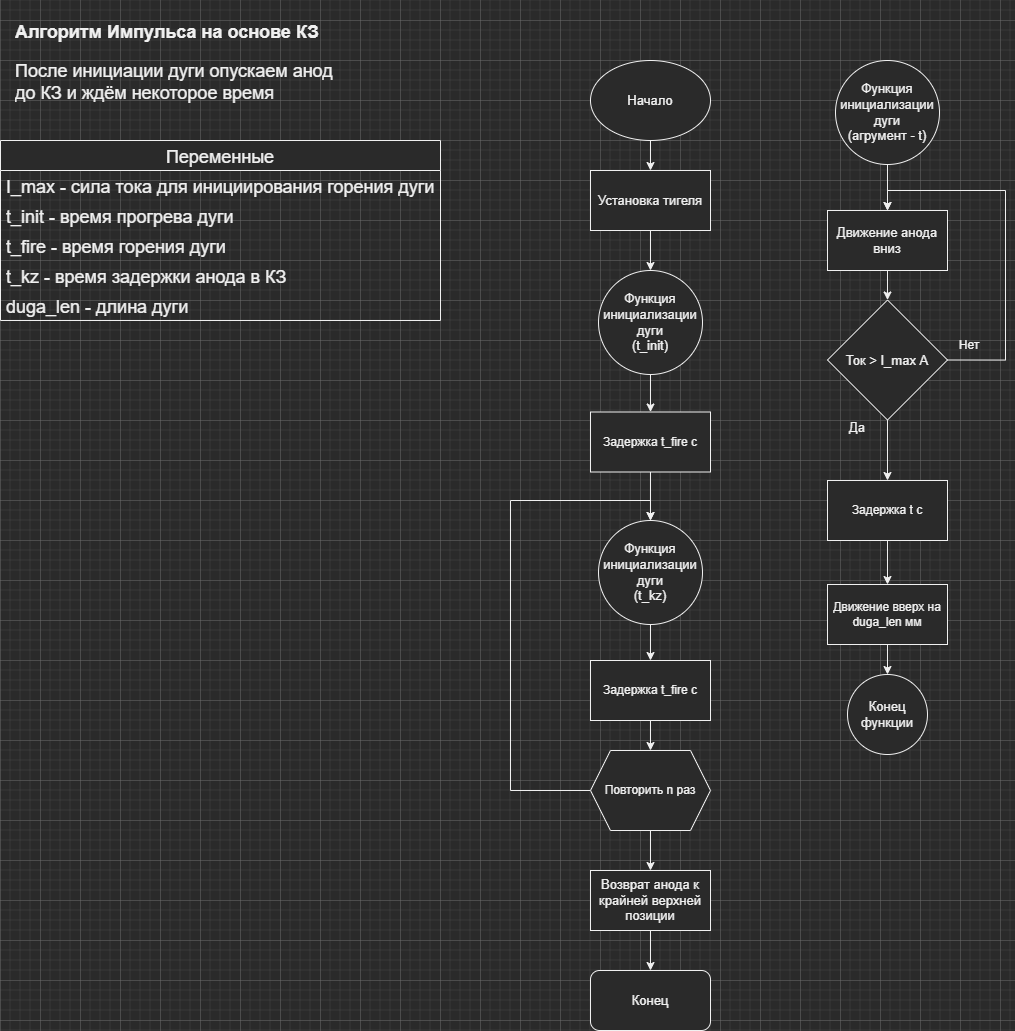 Алгоритм Импульса на основе КЗ
После инициации дуги опускаем анод
до КЗ и ждём некоторое время
Переменные
I_max - сила тока для инициирования горения дуги
t_init - время прогрева дуги
t_fire - время горения дуги
t_kz - время задержки анода в КЗ
duga_len - длина дуги
Начало
Установка тигеля
Функция
инициализации
дуги
(t_init)
Задержка t_fire с
Функция
инициализации
дуги
(t_kz)
Задержка t_fire с
Повторить n раз
Возврат анода к
крайней верхней
позиции
Конец
Функция
инициализации
дуги
(агрумент - t)
Движение анода
вниз
Ток > I_max А
Нет
Да
Задержка t с
Движение вверх на
duga_len мм
Конец
функции